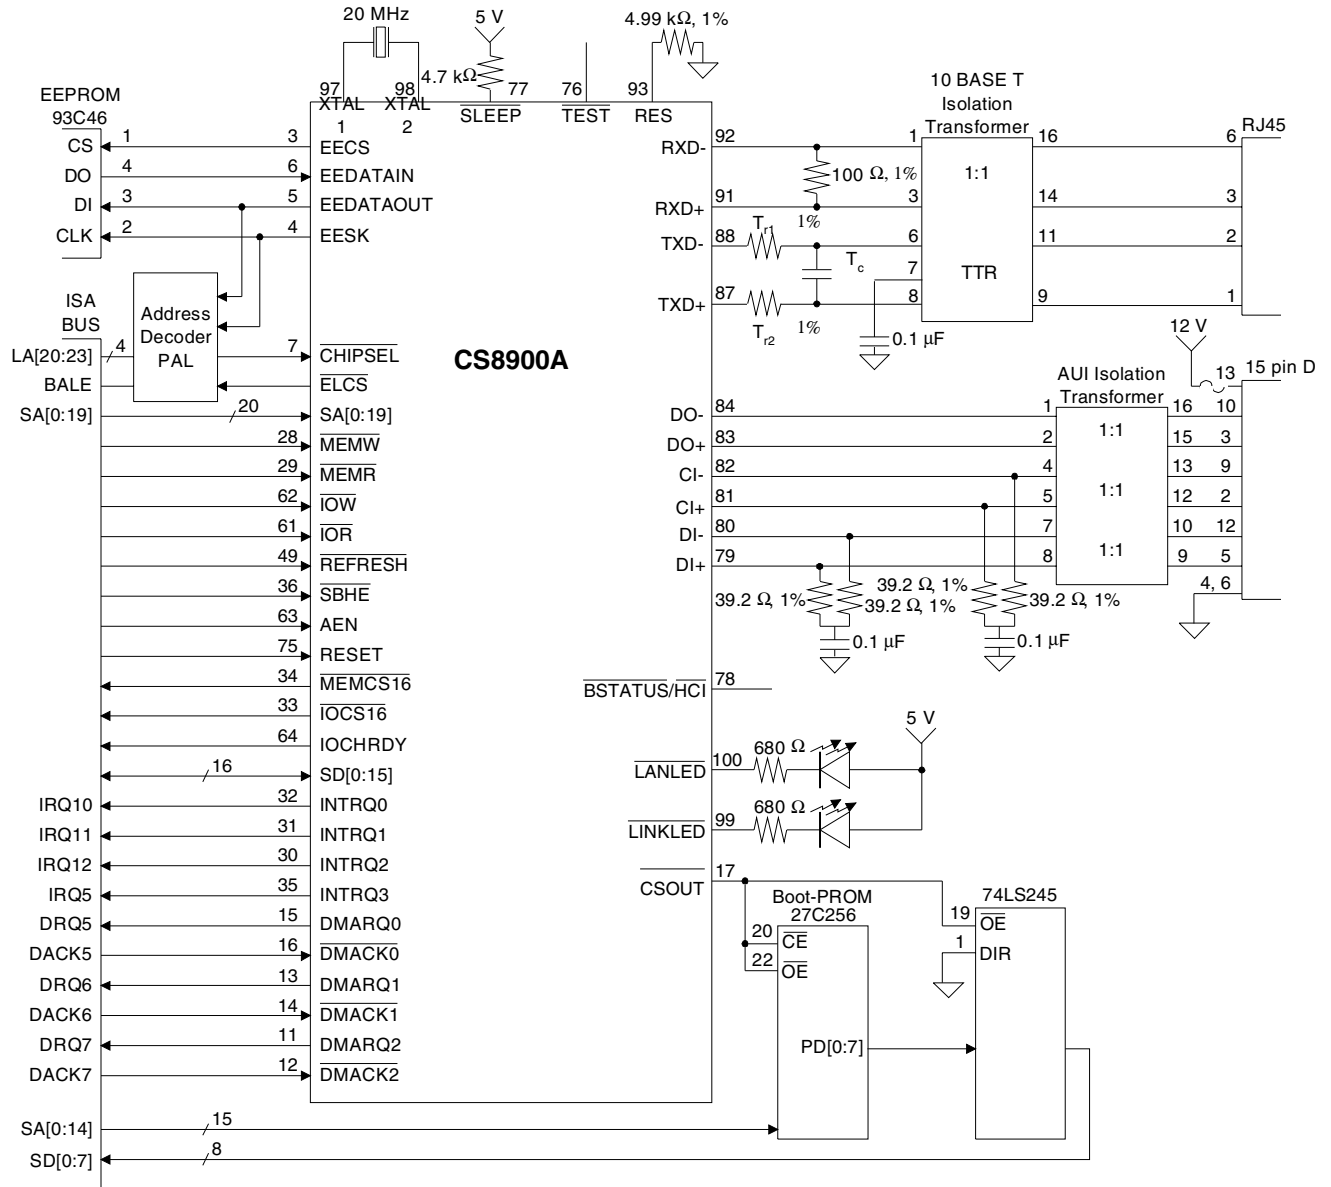 20 MHz
5 V
4.99 kΩ, 1%
4.7 kΩ
97
98
77
76
93
XTAL 1
XTAL 2
SLEEP
TEST
RES
EEPROM
93C46
CS 1 3 EECS
DO 4 6 EEDATAIN
DI 3 5 EEDATAOUT
CLK 2 4 EESK
ISA
BUS
Address
Decoder
PAL
LA[20:23] 4 7 CHIPSEL
BALE ELCS
SA[0:19] 20 SA[0:19]
28 MEMW
29 MEMR
62 IOW
61 IOR
49 REFRESH
36 SBHE
63 AEN
75 RESET
34 MEMCS16
33 IOCS16
64 IOCHRDY
16 SD[0:15]
IRQ10 32 INTRQ0
IRQ11 31 INTRQ1
IRQ12 30 INTRQ2
IRQ5 35 INTRQ3
DRQ5 15 DMARQ0
DACK5 16 DMACK0
DRQ6 13 DMARQ1
DACK6 14 DMACK1
DRQ7 11 DMARQ2
DACK7 12 DMACK2
SA[0:14] 15
SD[0:7] 8
CS8900A
10 BASE T
Isolation
Transformer
RJ45
RXD- 92 1 16 6
100 Ω, 1%
1:1
RXD+ 91 3 14 3
Tr1 1%
TXD- 88 6 11 2
Tc
7 TTR
TXD+ 87 8 9 1
Tr2 1%
0.1 μF
12 V
13 15 pin D
AUI Isolation
Transformer
DO- 84 1 16 10
1:1
DO+ 83 2 15 3
CI- 82 4 13 9
1:1
CI+ 81 5 12 2
DI- 80 7 10 12
1:1
DI+ 79 8 9 5
4, 6
39.2 Ω, 1%
39.2 Ω, 1%
39.2 Ω, 1%
39.2 Ω, 1%
0.1 μF
0.1 μF
BSTATUS/HCI 78
5 V
680 Ω
LANLED 100
680 Ω
LINKLED 99
CSOUT 17
Boot-PROM
27C256
20 CE
22 OE
PD[0:7]
74LS245
19 OE
1 DIR